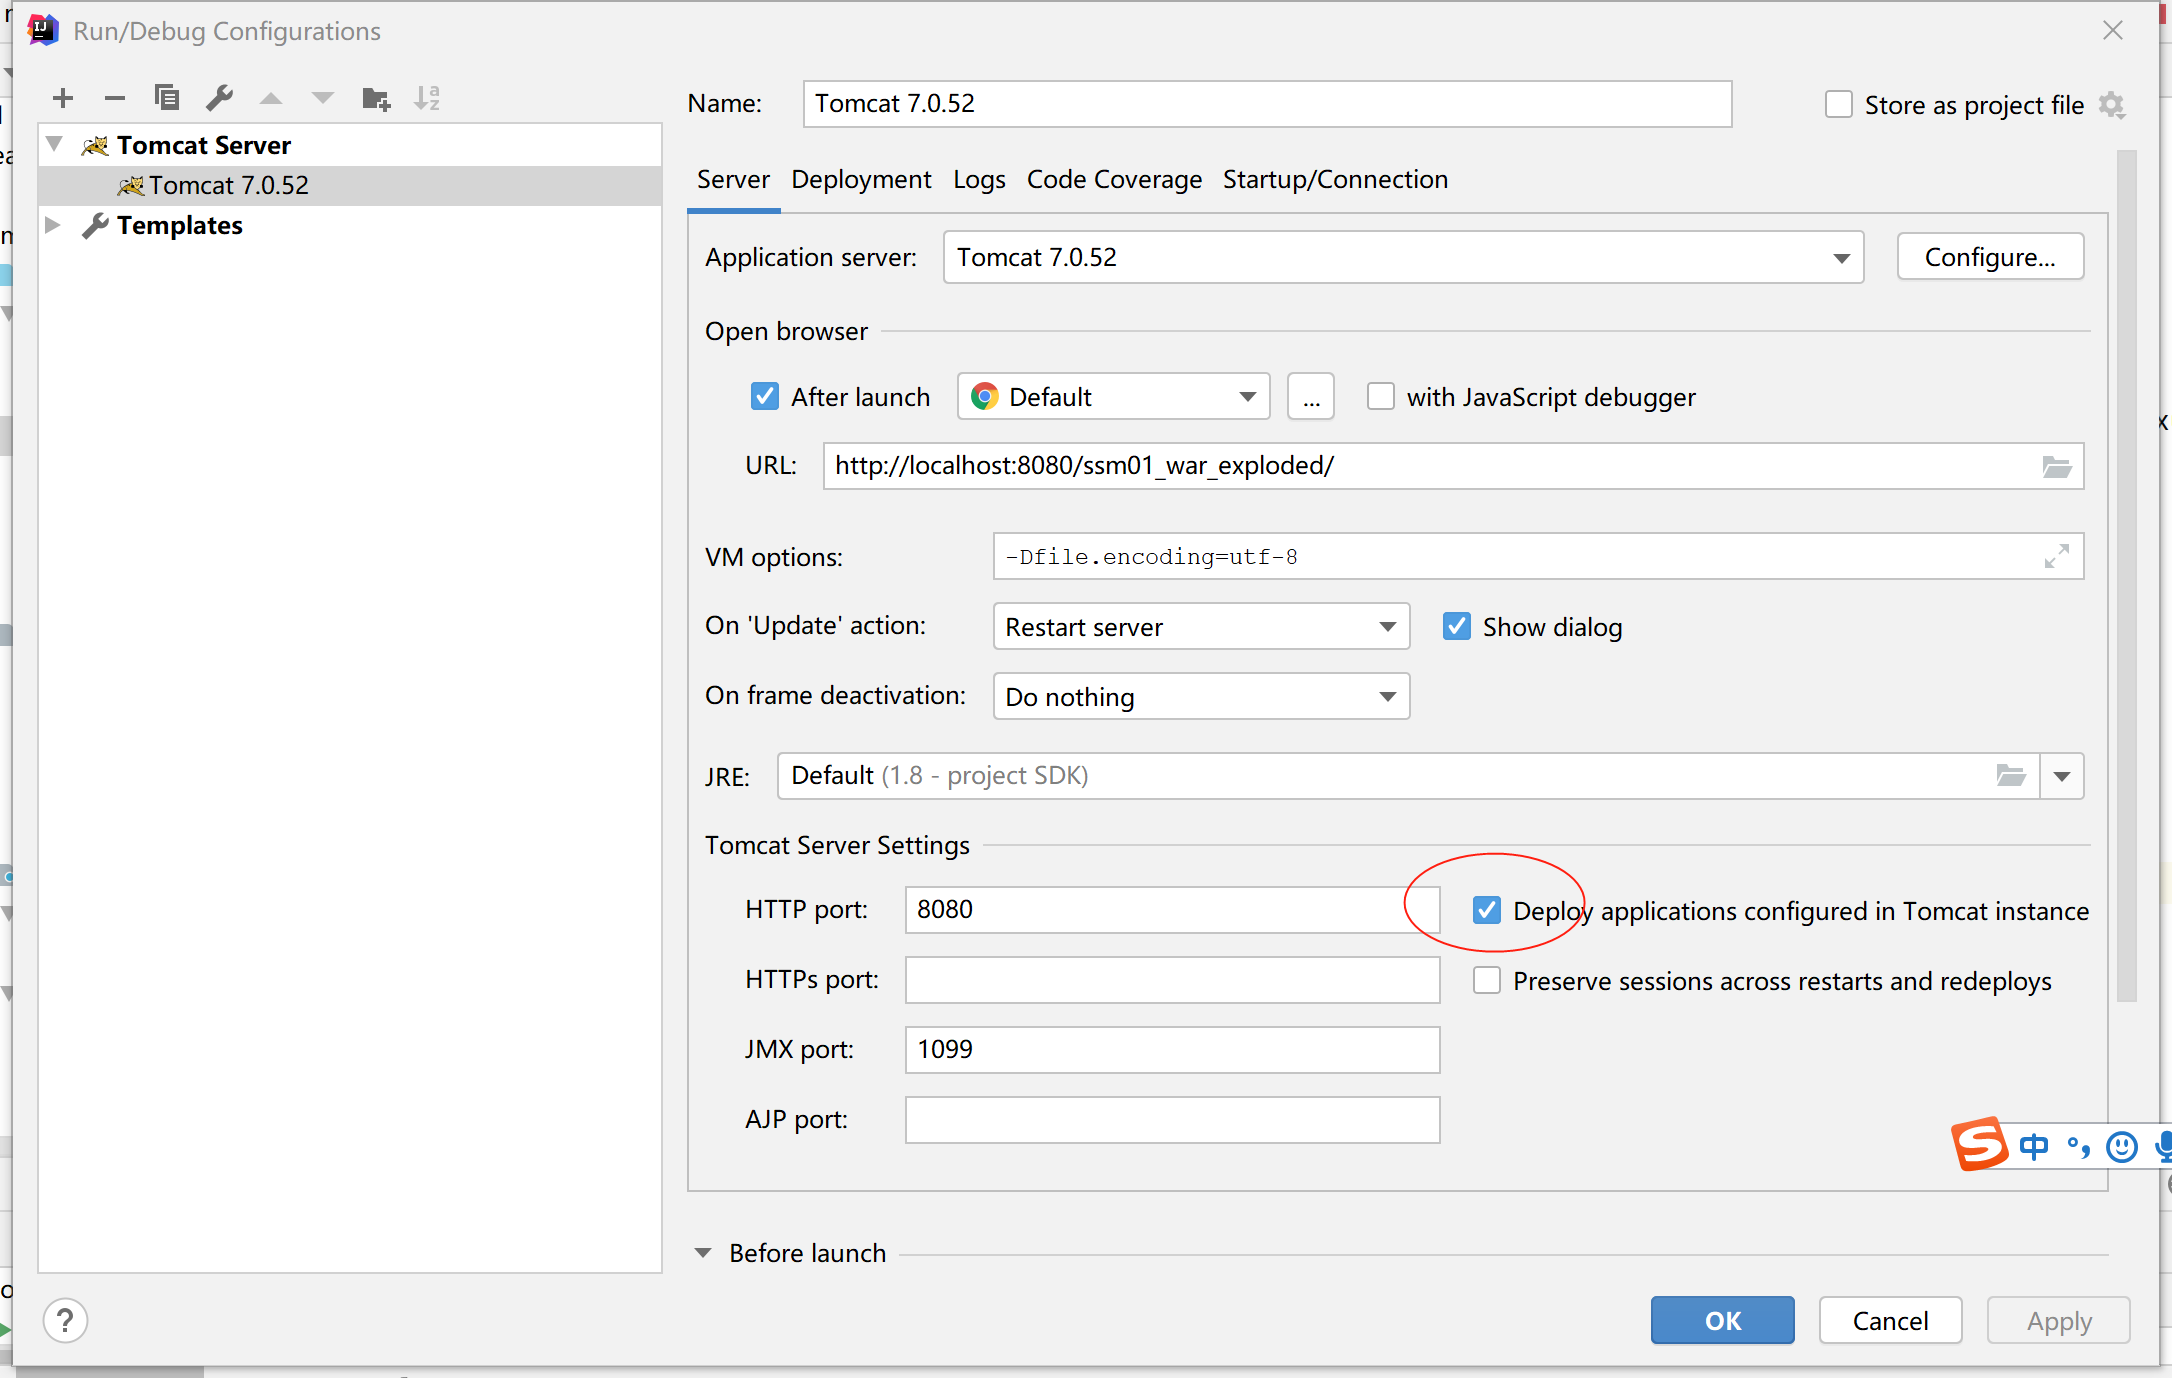 Run/Debug Configurations
Name:
Tomcat 7.0.52
Store as project file
Tomcat Server
Tomcat 7.0.52
Templates
Server
Deployment
Logs
Code Coverage
Startup/Connection
Application server:
Tomcat 7.0.52
Configure...
Open browser
After launch
Default
...
with JavaScript debugger
URL:
http://localhost:8080/ssm01_war_exploded/
VM options:
-Dfile.encoding=utf-8
On 'Update' action:
Restart server
Show dialog
On frame deactivation:
Do nothing
JRE:
Default (1.8 - project SDK)
Tomcat Server Settings
HTTP port:
8080
Deploy applications configured in Tomcat instance
HTTPs port:
Preserve sessions across restarts and redeploys
JMX port:
1099
AJP port:
中
Before launch
?
OK
Cancel
Apply